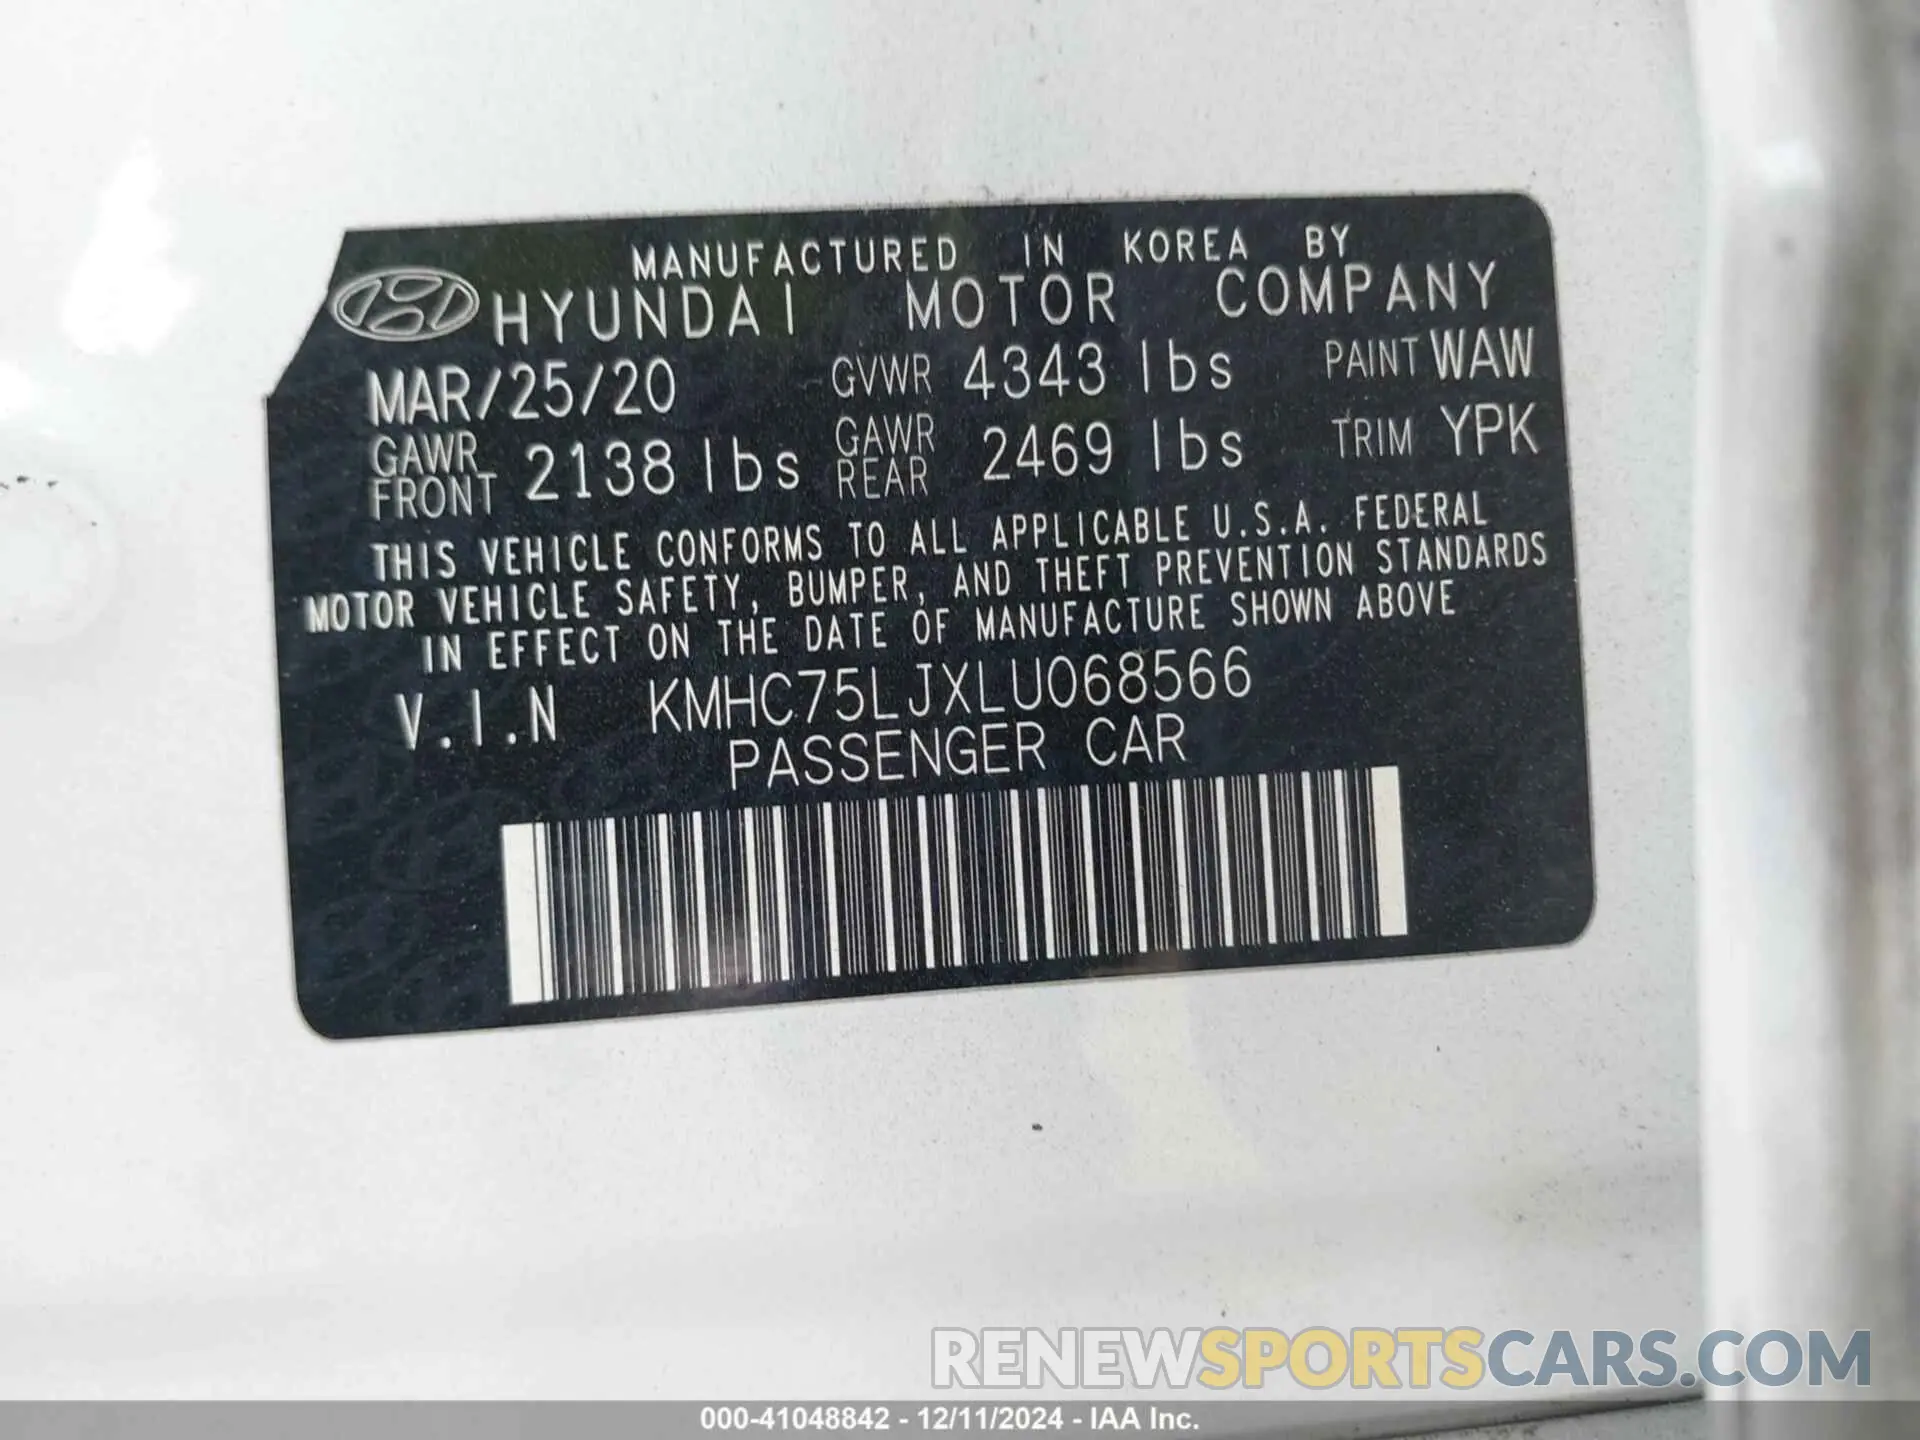 MANUFACTURED IN KOREA BY
HYUNDAI MOTOR COMPANY
MAR/25/20 GVWR 4343 lbs PAINT WAW
GAWR FRONT 2138 lbs GAWR REAR 2469 lbs TRIM YPK
THIS VEHICLE CONFORMS TO ALL APPLICABLE U.S.A. FEDERAL
MOTOR VEHICLE SAFETY, BUMPER, AND THEFT PREVENTION STANDARDS
IN EFFECT ON THE DATE OF MANUFACTURE SHOWN ABOVE
V.I.N KMHC75LJXLU068566
PASSENGER CAR
RENEWSPORTSCARS.COM
000-41048842 - 12/11/2024 - IAA Inc.